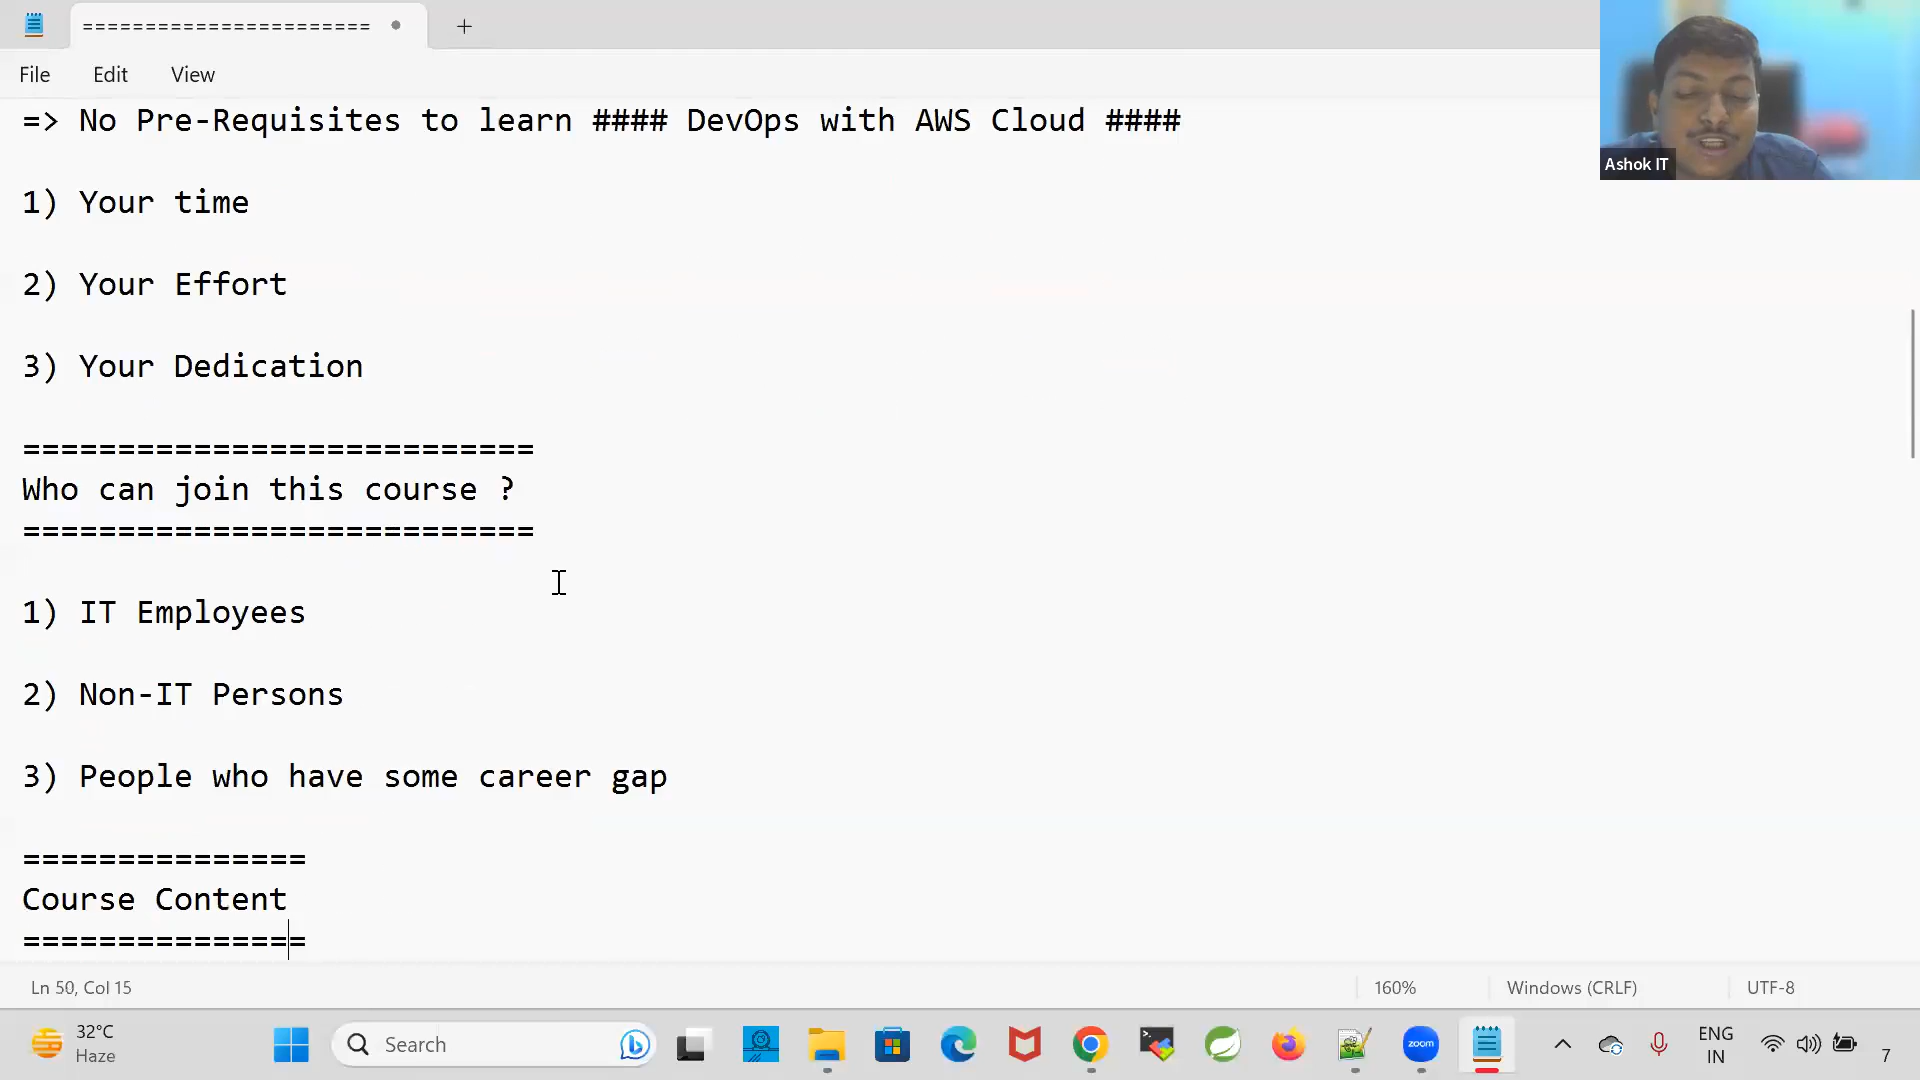 ======================
File Edit View
=> No Pre-Requisites to learn #### DevOps with AWS Cloud ####
Ashok IT
1) Your time
2) Your Effort
3) Your Dedication
===========================
Who can join this course ?
===========================
1) IT Employees
2) Non-IT Persons
3) People who have some career gap
===============
Course Content
===============
Ln 50, Col 15
160%
Windows (CRLF)
UTF-8
32°C
Haze
Search
zoom
ENG
IN
7